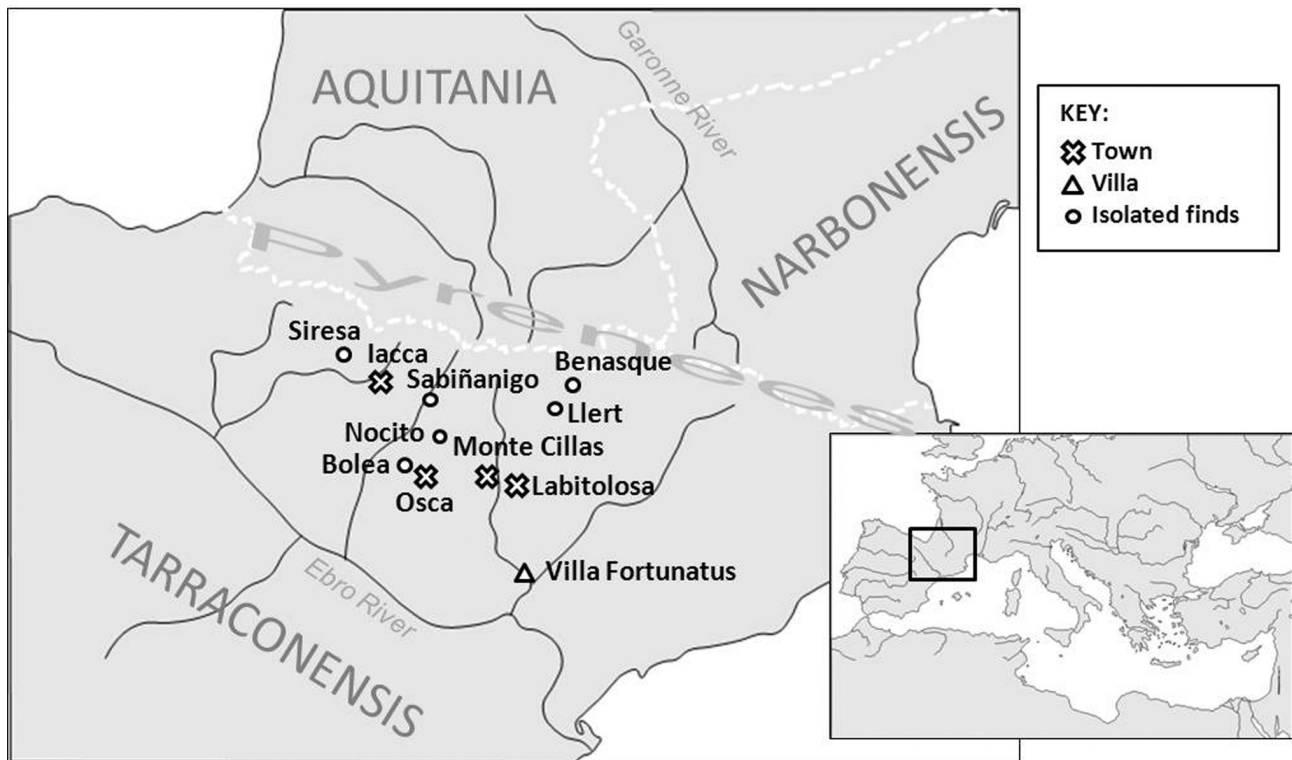 AQUITANIA
Garonne River
NARBONENSIS
Pyrenees
Siresa
Iacca
Sabiñanigo
Benasque
Llert
Nocito
Monte Cillas
Bolea
Osca
Labitolosa
Villa Fortunatus
TARRACONENSIS
Ebro River
KEY:
Town
Villa
Isolated finds